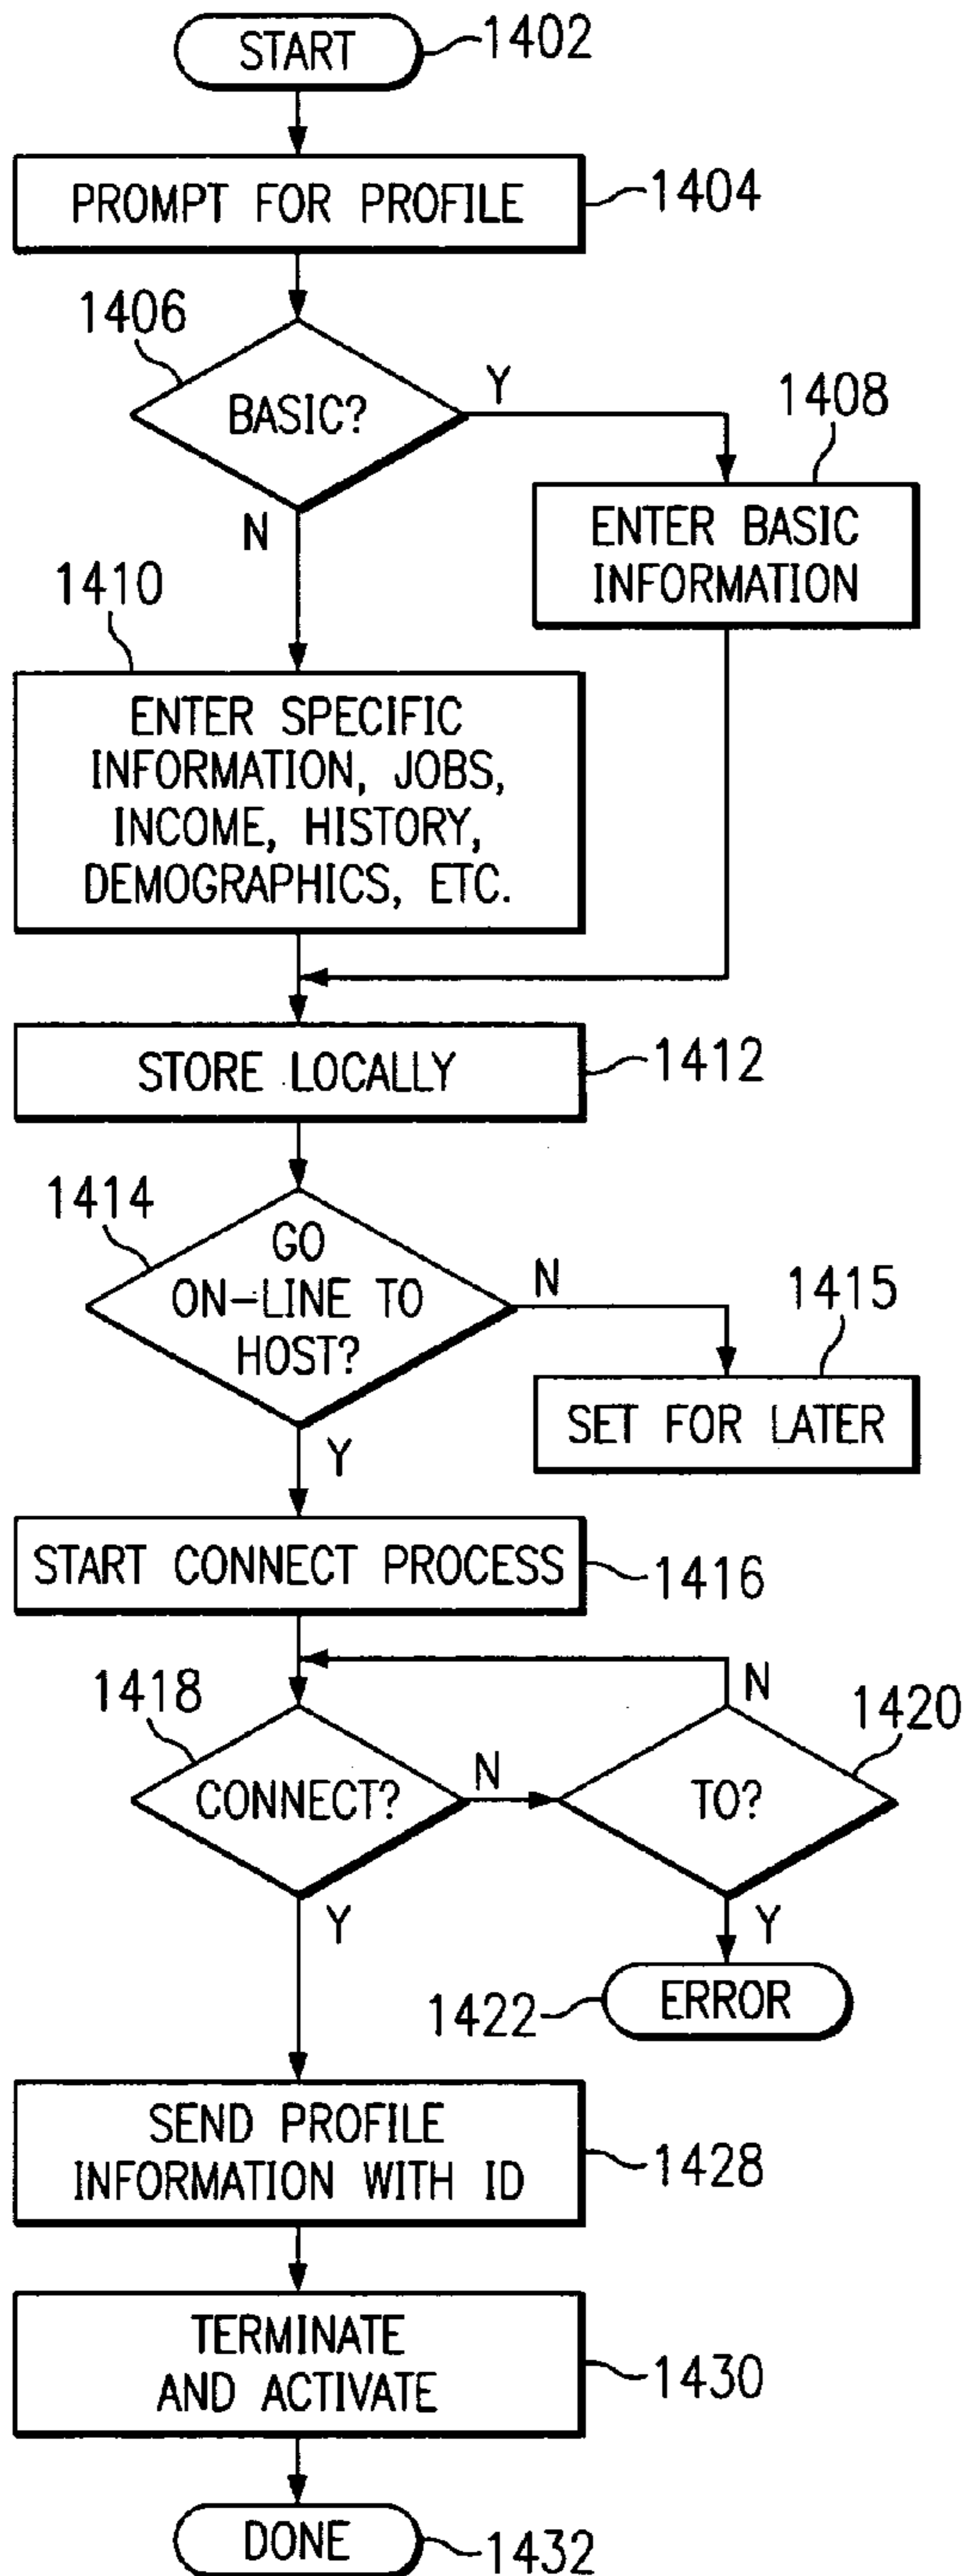 START
1402
PROMPT FOR PROFILE
1404
1406
BASIC?
Y
N
1408
ENTER BASIC
INFORMATION
1410
ENTER SPECIFIC
INFORMATION, JOBS,
INCOME, HISTORY,
DEMOGRAPHICS, ETC.
STORE LOCALLY
1412
1414
GO
ON-LINE TO
HOST?
N
Y
1415
SET FOR LATER
START CONNECT PROCESS
1416
1418
CONNECT?
N
Y
1420
TO?
N
Y
1422
ERROR
SEND PROFILE
INFORMATION WITH ID
1428
TERMINATE
AND ACTIVATE
1430
DONE
1432